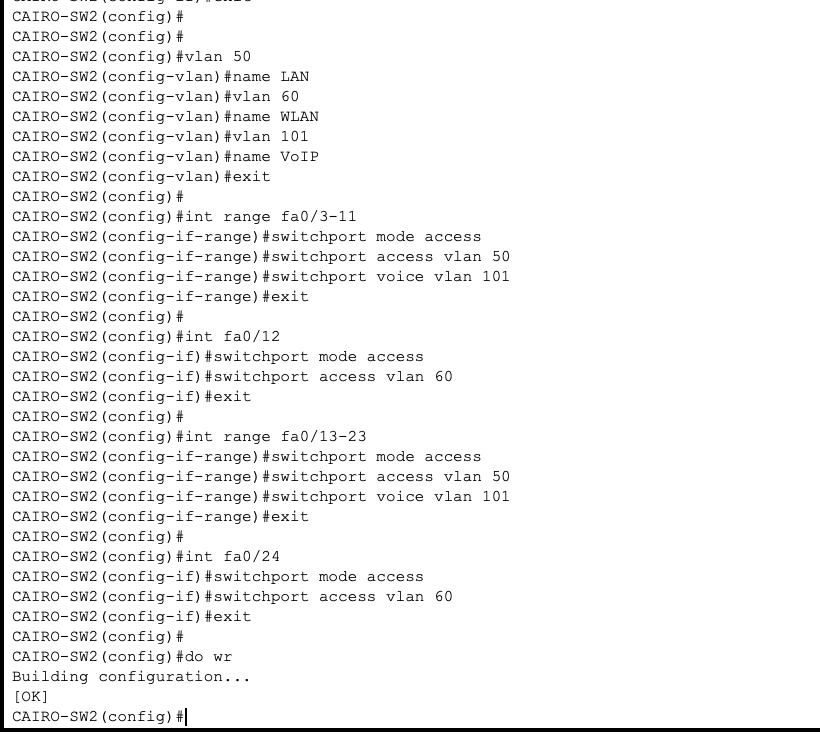 CAIRO-SW2(config)#
CAIRO-SW2(config)#
CAIRO-SW2(config)#vlan 50
CAIRO-SW2(config-vlan)#name LAN
CAIRO-SW2(config-vlan)#vlan 60
CAIRO-SW2(config-vlan)#name WLAN
CAIRO-SW2(config-vlan)#vlan 101
CAIRO-SW2(config-vlan)#name VoIP
CAIRO-SW2(config-vlan)#exit
CAIRO-SW2(config)#
CAIRO-SW2(config)#int range fa0/3-11
CAIRO-SW2(config-if-range)#switchport mode access
CAIRO-SW2(config-if-range)#switchport access vlan 50
CAIRO-SW2(config-if-range)#switchport voice vlan 101
CAIRO-SW2(config-if-range)#exit
CAIRO-SW2(config)#
CAIRO-SW2(config)#int fa0/12
CAIRO-SW2(config-if)#switchport mode access
CAIRO-SW2(config-if)#switchport access vlan 60
CAIRO-SW2(config-if)#exit
CAIRO-SW2(config)#
CAIRO-SW2(config)#int range fa0/13-23
CAIRO-SW2(config-if-range)#switchport mode access
CAIRO-SW2(config-if-range)#switchport access vlan 50
CAIRO-SW2(config-if-range)#switchport voice vlan 101
CAIRO-SW2(config-if-range)#exit
CAIRO-SW2(config)#
CAIRO-SW2(config)#int fa0/24
CAIRO-SW2(config-if)#switchport mode access
CAIRO-SW2(config-if)#switchport access vlan 60
CAIRO-SW2(config-if)#exit
CAIRO-SW2(config)#
CAIRO-SW2(config)#do wr
Building configuration...
[OK]
CAIRO-SW2(config)#